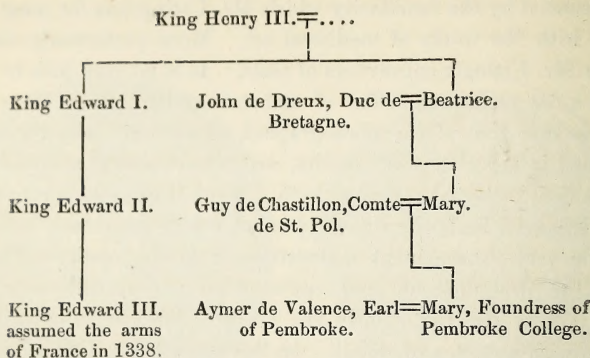 King Henry III.=....
King Edward I. John de Dreux, Duc de=Beatrice.
Bretagne.
King Edward II. Guy de Chastillon, Comte=Mary.
de St. Pol.
King Edward III. Aymer de Valence, Earl=Mary, Foundress of
assumed the arms of Pembroke. Pembroke College.
of France in 1338.